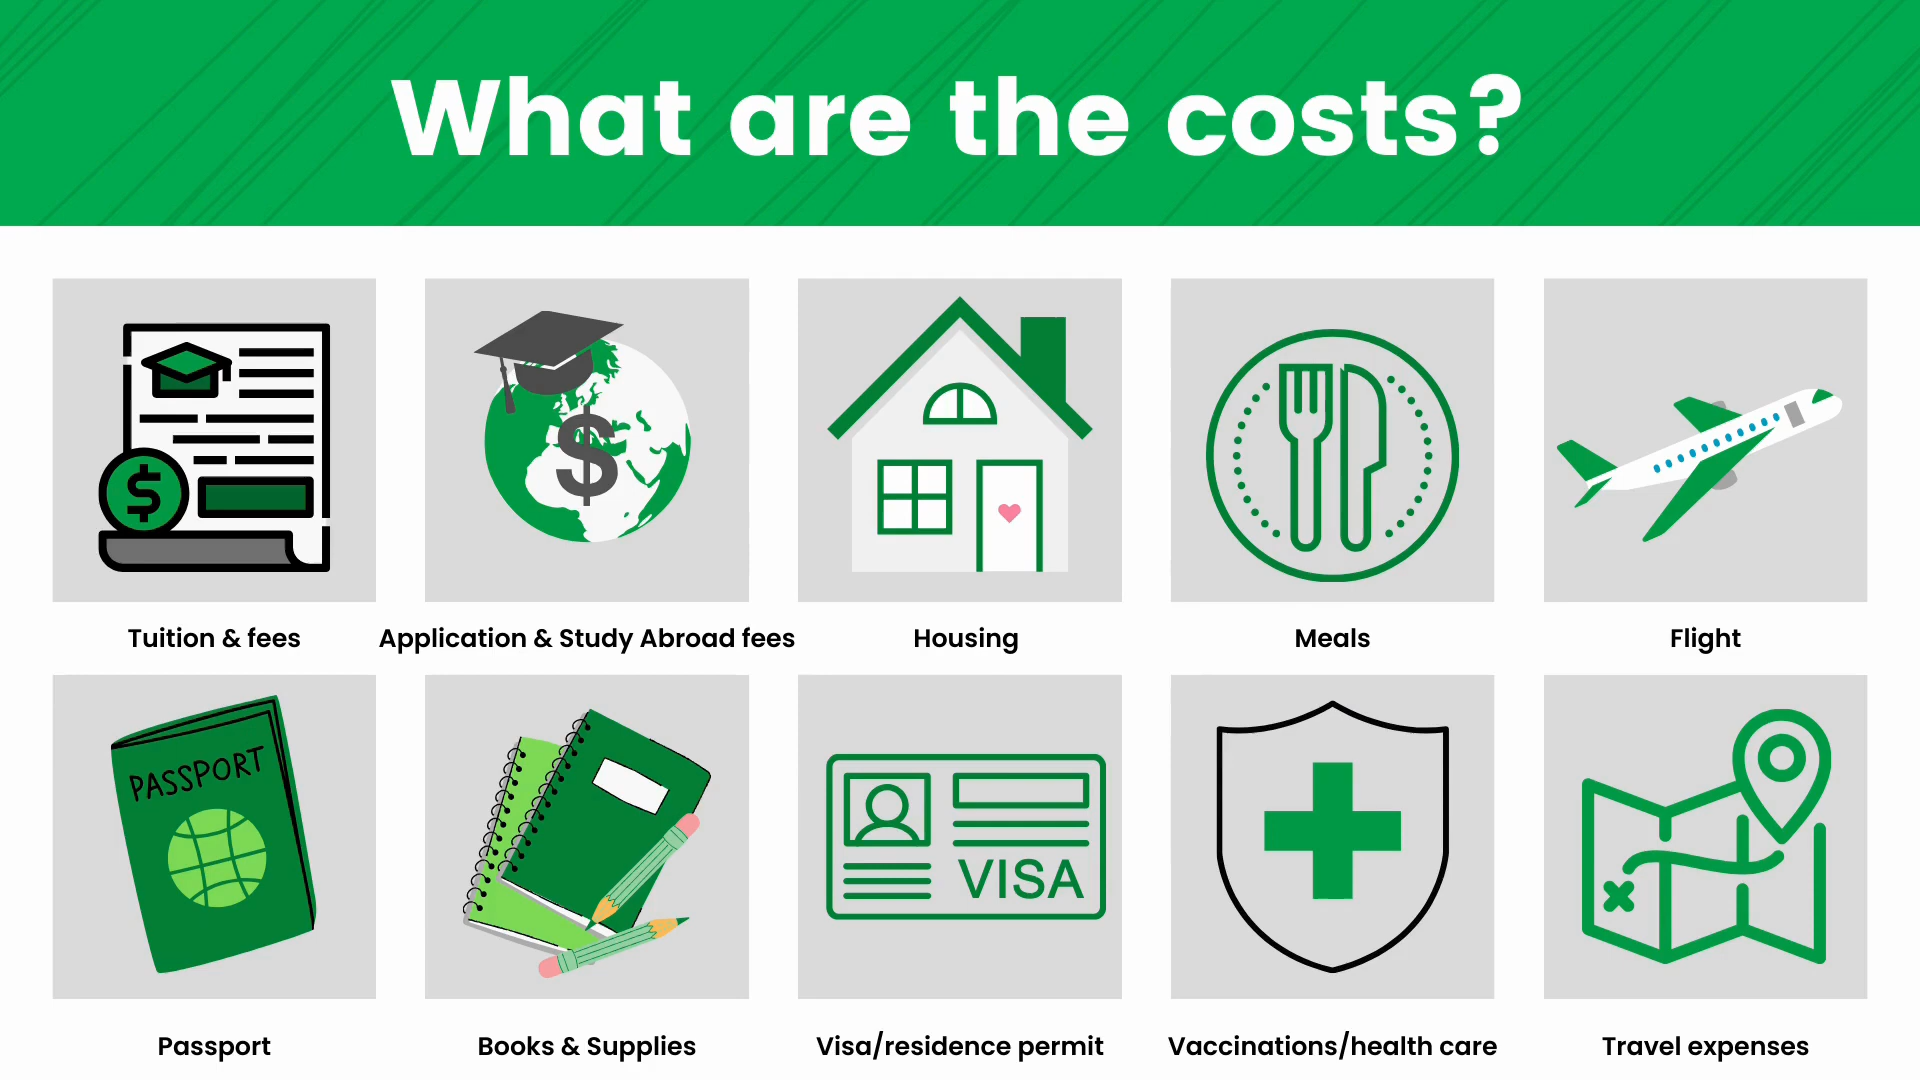 What are the costs?
$
$
Tuition & fees
Application & Study Abroad fees
Housing
Meals
Flight
PASSPORT
VISA
Passport
Books & Supplies
Visa/residence permit
Vaccinations/health care
Travel expenses